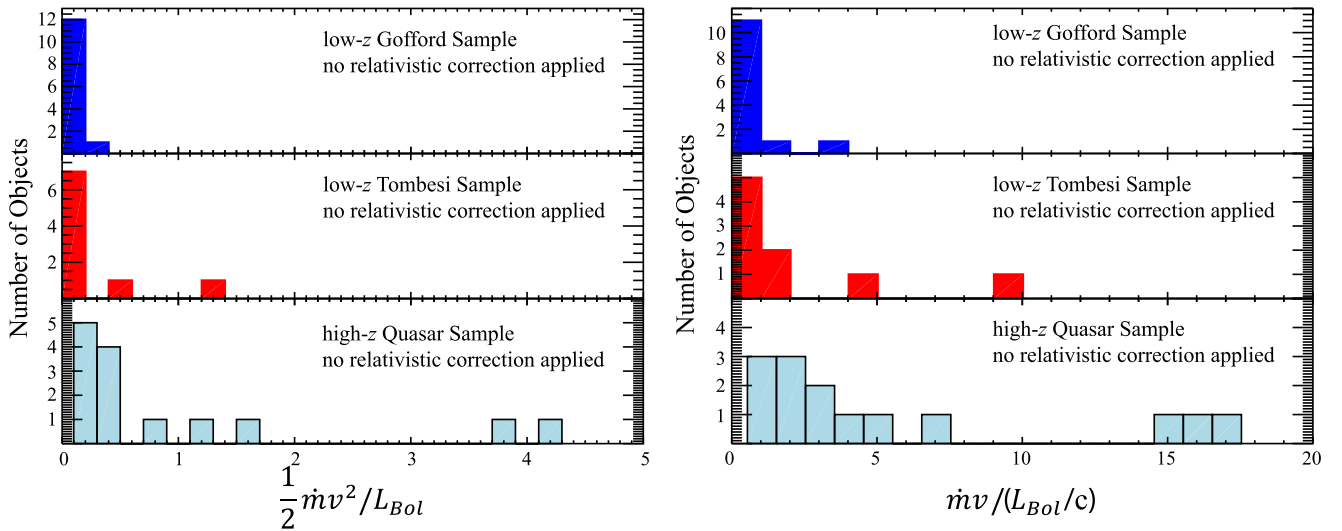 12
10
8
6
4
2
low-z Gofford Sample
no relativistic correction applied
6
4
2
low-z Tombesi Sample
no relativistic correction applied
5
4
3
2
1
high-z Quasar Sample
no relativistic correction applied
Number of Objects
0 1 2 3 4 5
1/2 ṁv²/L_Bol
10
8
6
4
2
low-z Gofford Sample
no relativistic correction applied
5
4
3
2
1
low-z Tombesi Sample
no relativistic correction applied
4
3
2
1
high-z Quasar Sample
no relativistic correction applied
Number of Objects
0 5 10 15 20
ṁv/(L_Bol/c)